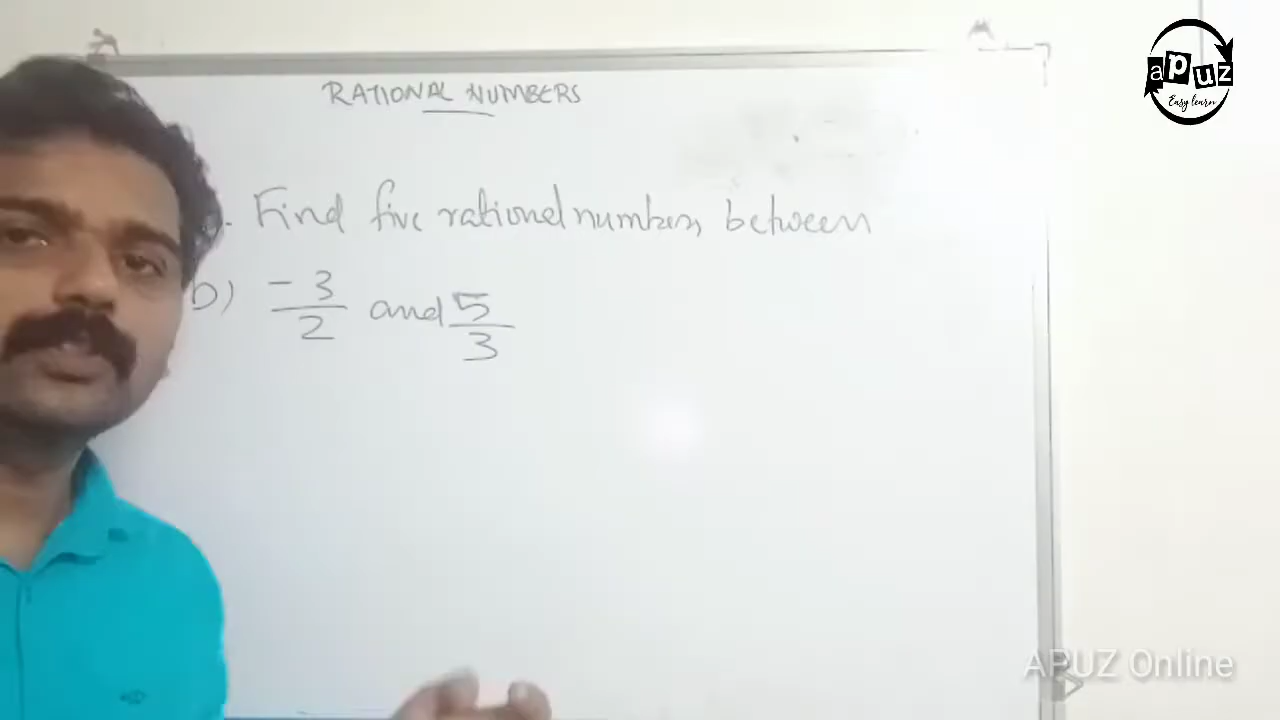 apuz
Easy learn
RATIONAL NUMBERS
. Find five rational numbers between
b) -3/2 and 5/3
APUZ Online